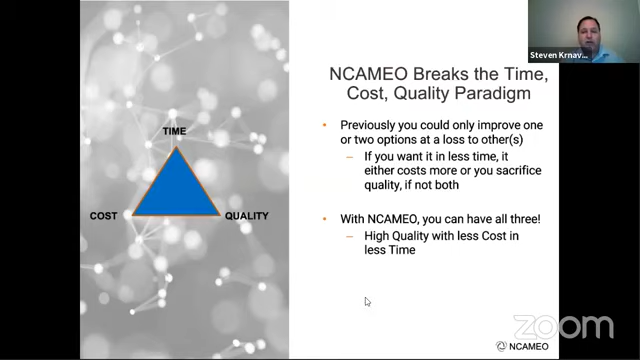 Steven Krnav...
NCAMEO Breaks the Time,
Cost, Quality Paradigm
TIME
COST
QUALITY
• Previously you could only improve one
or two options at a loss to other(s)
– If you want it in less time, it
either costs more or you sacrifice
quality, if not both
• With NCAMEO, you can have all three!
– High Quality with less Cost in
less Time
zoom
NCAMEO